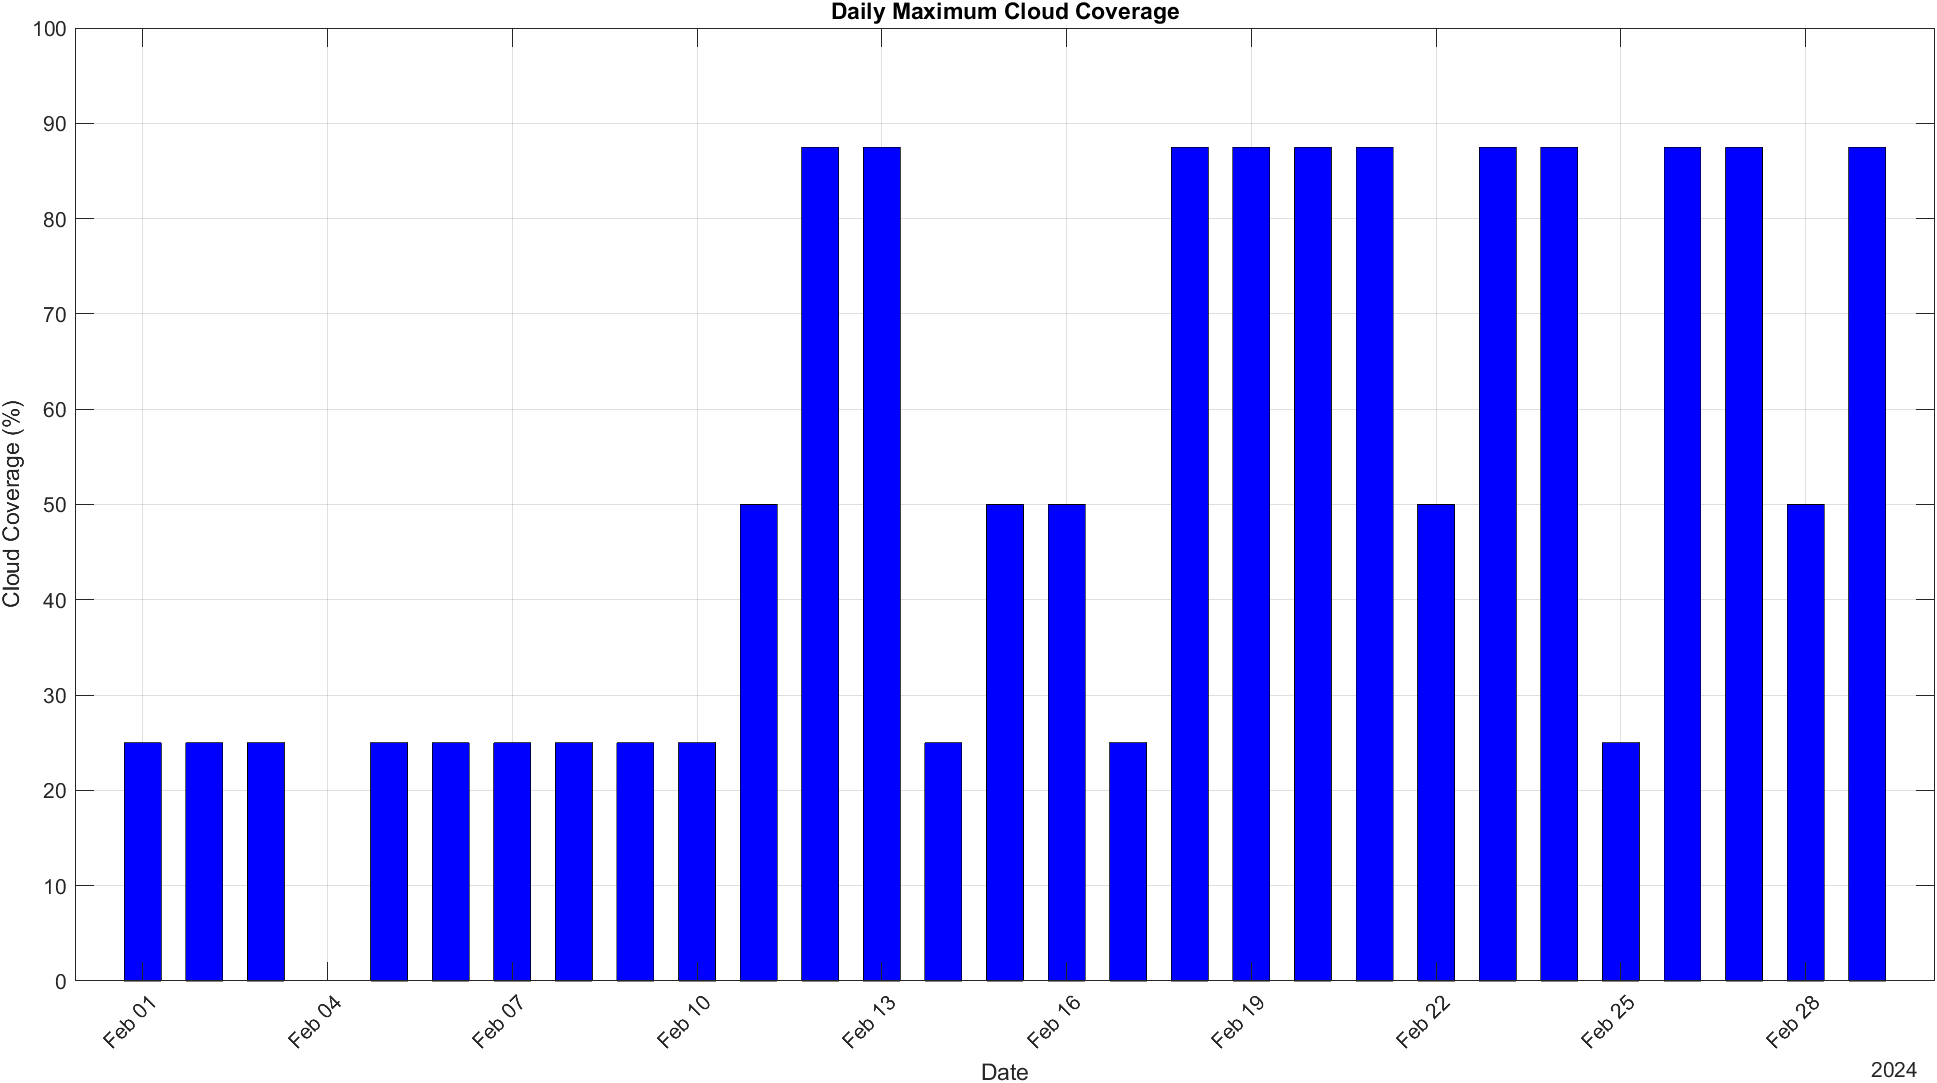 Daily Maximum Cloud Coverage
100
90
80
70
60
50
40
30
20
10
0
Cloud Coverage (%)
Feb 01
Feb 04
Feb 07
Feb 10
Feb 13
Feb 16
Feb 19
Feb 22
Feb 25
Feb 28
Date
2024